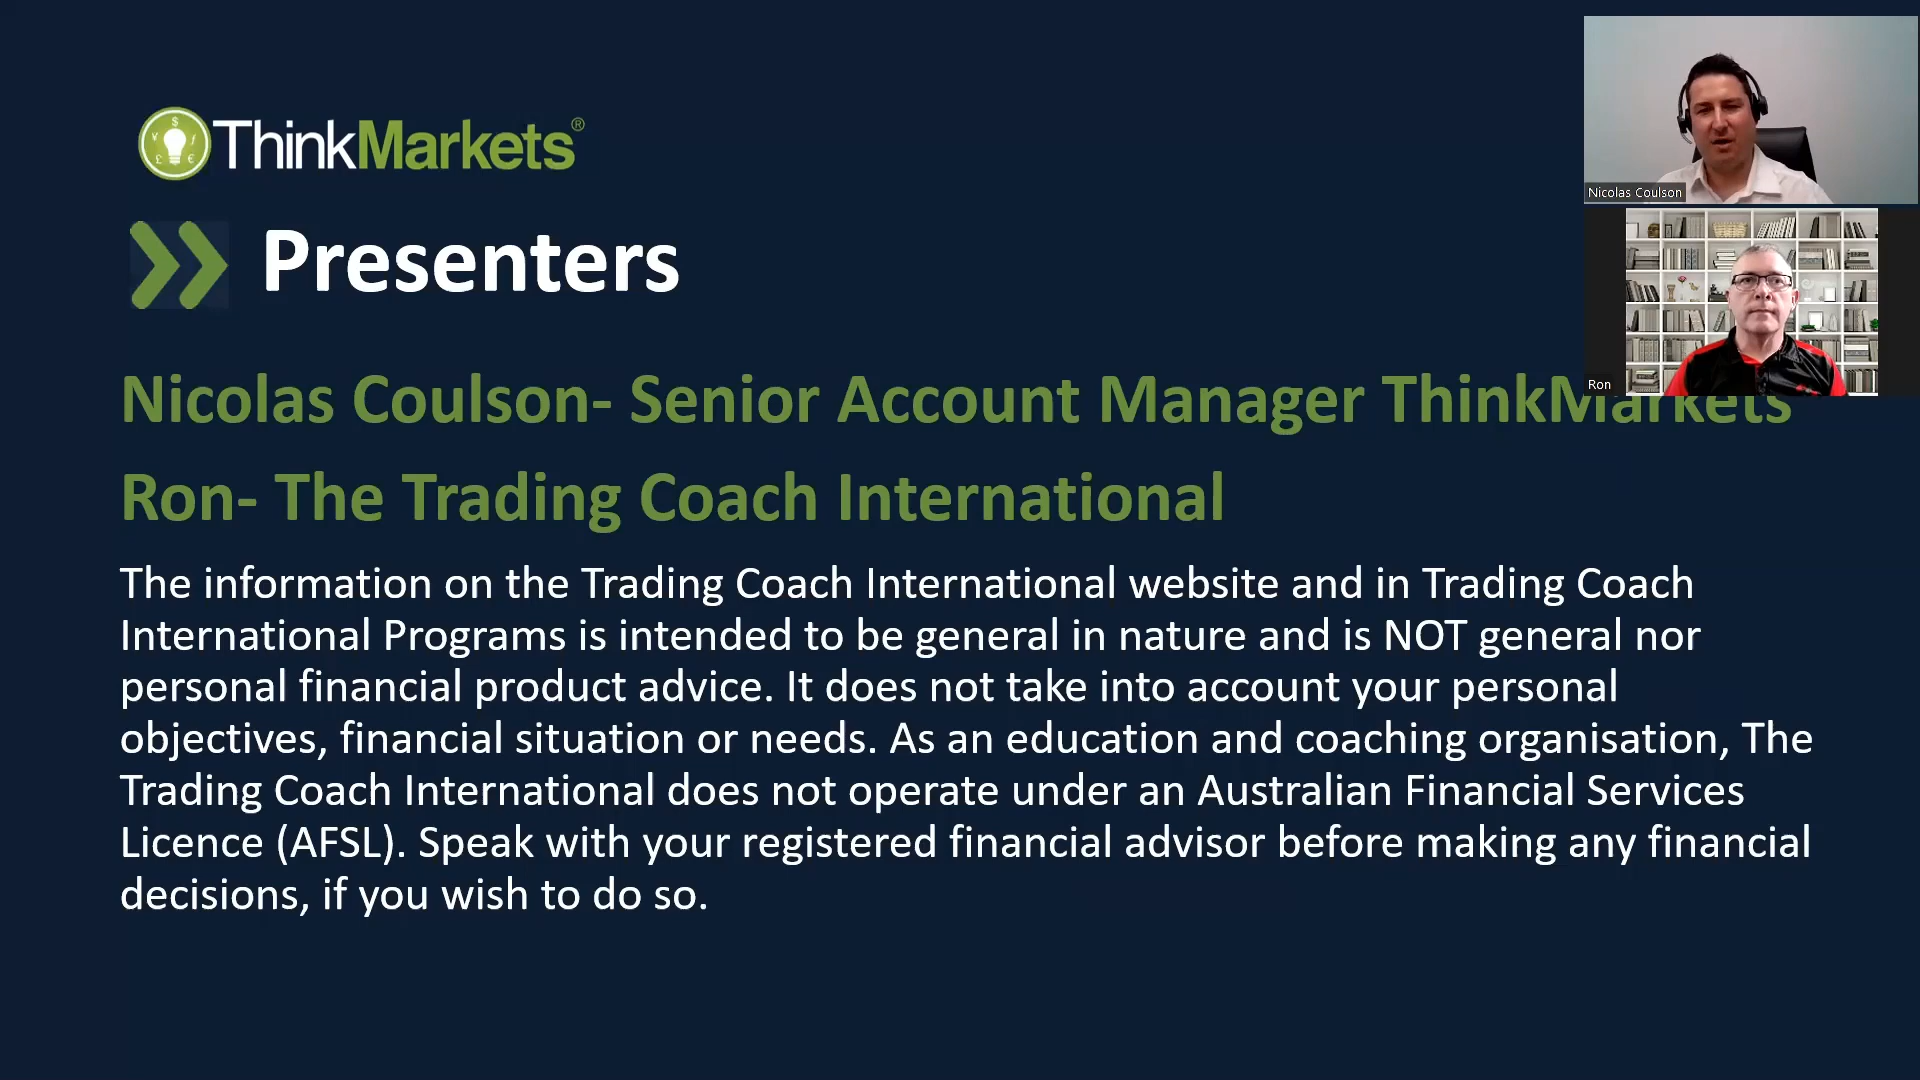 ThinkMarkets®
Presenters
Nicolas Coulson- Senior Account Manager ThinkMarkets
Ron- The Trading Coach International
The information on the Trading Coach International website and in Trading Coach
International Programs is intended to be general in nature and is NOT general nor
personal financial product advice. It does not take into account your personal
objectives, financial situation or needs. As an education and coaching organisation, The
Trading Coach International does not operate under an Australian Financial Services
Licence (AFSL). Speak with your registered financial advisor before making any financial
decisions, if you wish to do so.
Nicolas Coulson
Ron